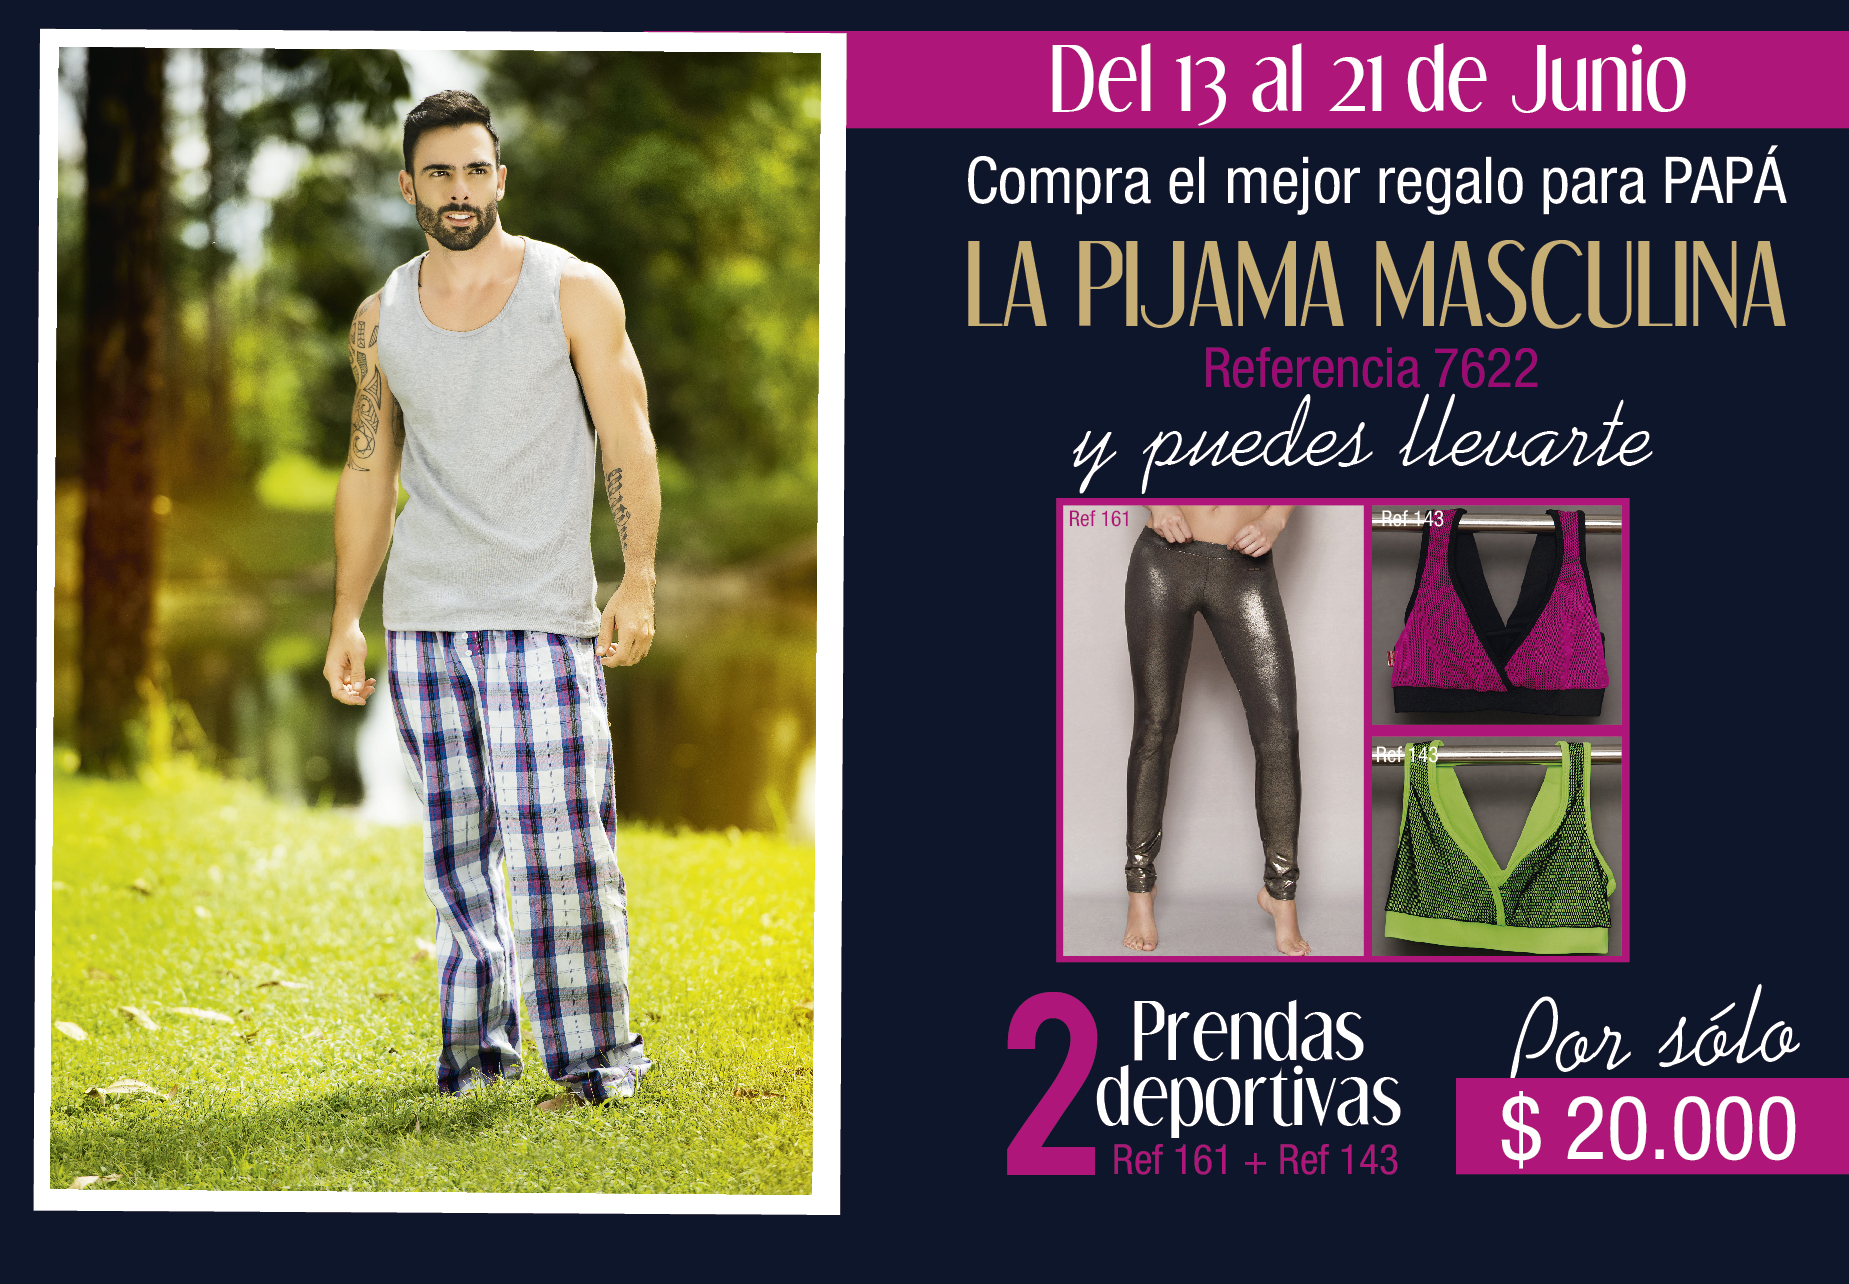 Del 13 al 21 de Junio
Compra el mejor regalo para PAPÁ
LA PIJAMA MASCULINA
Referencia 7622
y puedes llevarte
Ref 161
Ref 143
Ref 143
2 Prendas
deportivas
Ref 161 + Ref 143
Por sólo
$ 20.000